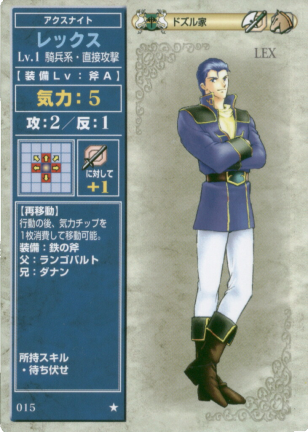 アクスナイト
レックス
Lv.1 騎兵系・直接攻撃
【装備Lv：斧A】
気力：5
攻：2／反：1
に対して
+1
【再移動】
行動の後、気力チップを
1枚消費して移動可能。
装備：鉄の斧
父：ランゴバルト
兄：ダナン
所持スキル
・待ち伏せ
015 ★
ドズル家
LEX